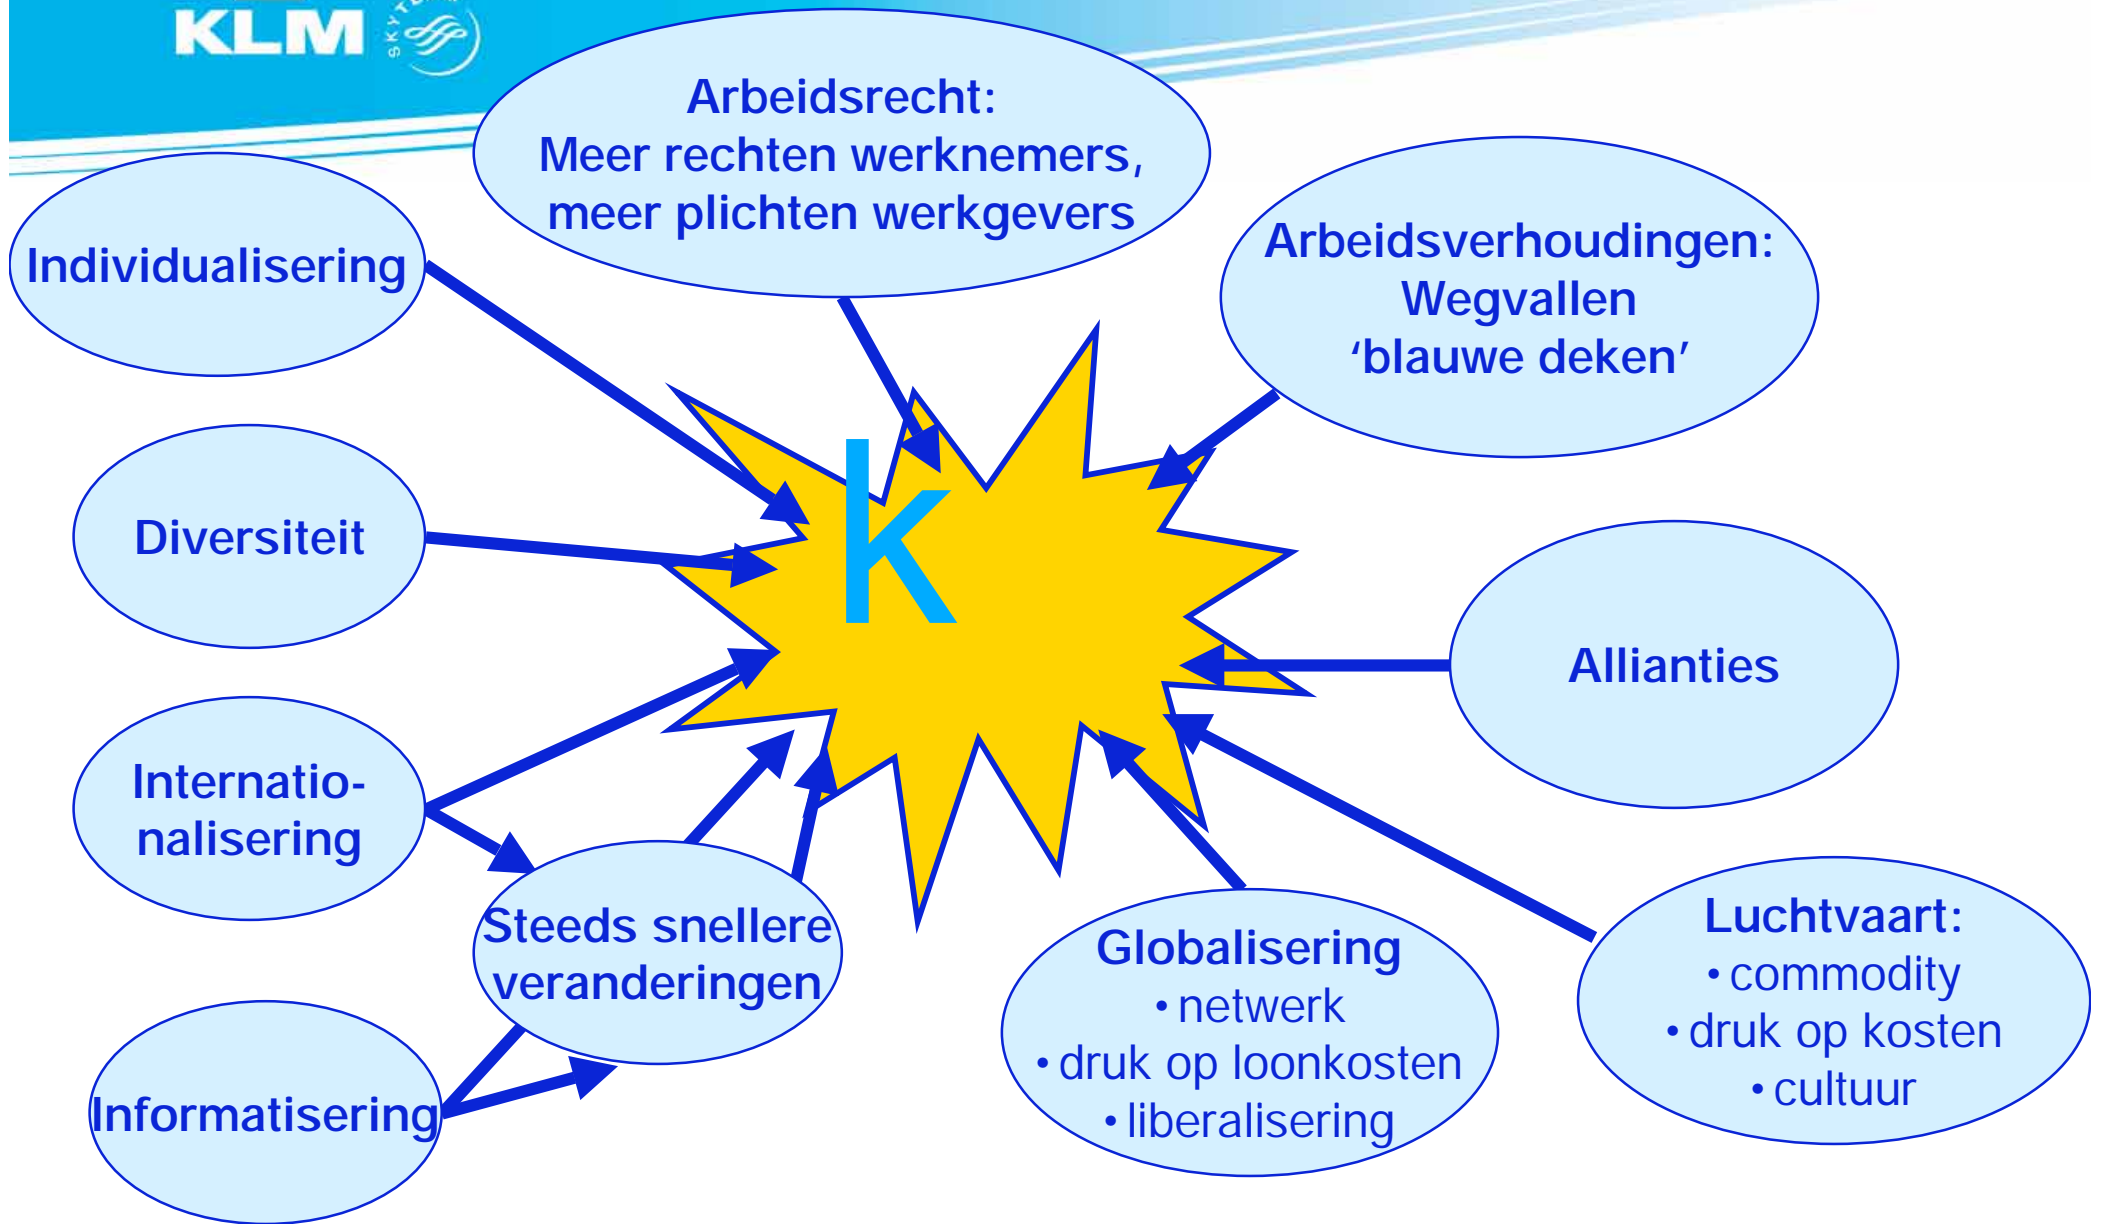 KLM
SKYTE
Arbeidsrecht:
Meer rechten werknemers,
meer plichten werkgevers
Individualisering
Arbeidsverhoudingen:
Wegvallen
‘blauwe deken’
k
Diversiteit
Allianties
Internatio-
nalisering
Steeds snellere
veranderingen
Informatisering
Globalisering
• netwerk
• druk op loonkosten
• liberalisering
Luchtvaart:
• commodity
• druk op kosten
• cultuur